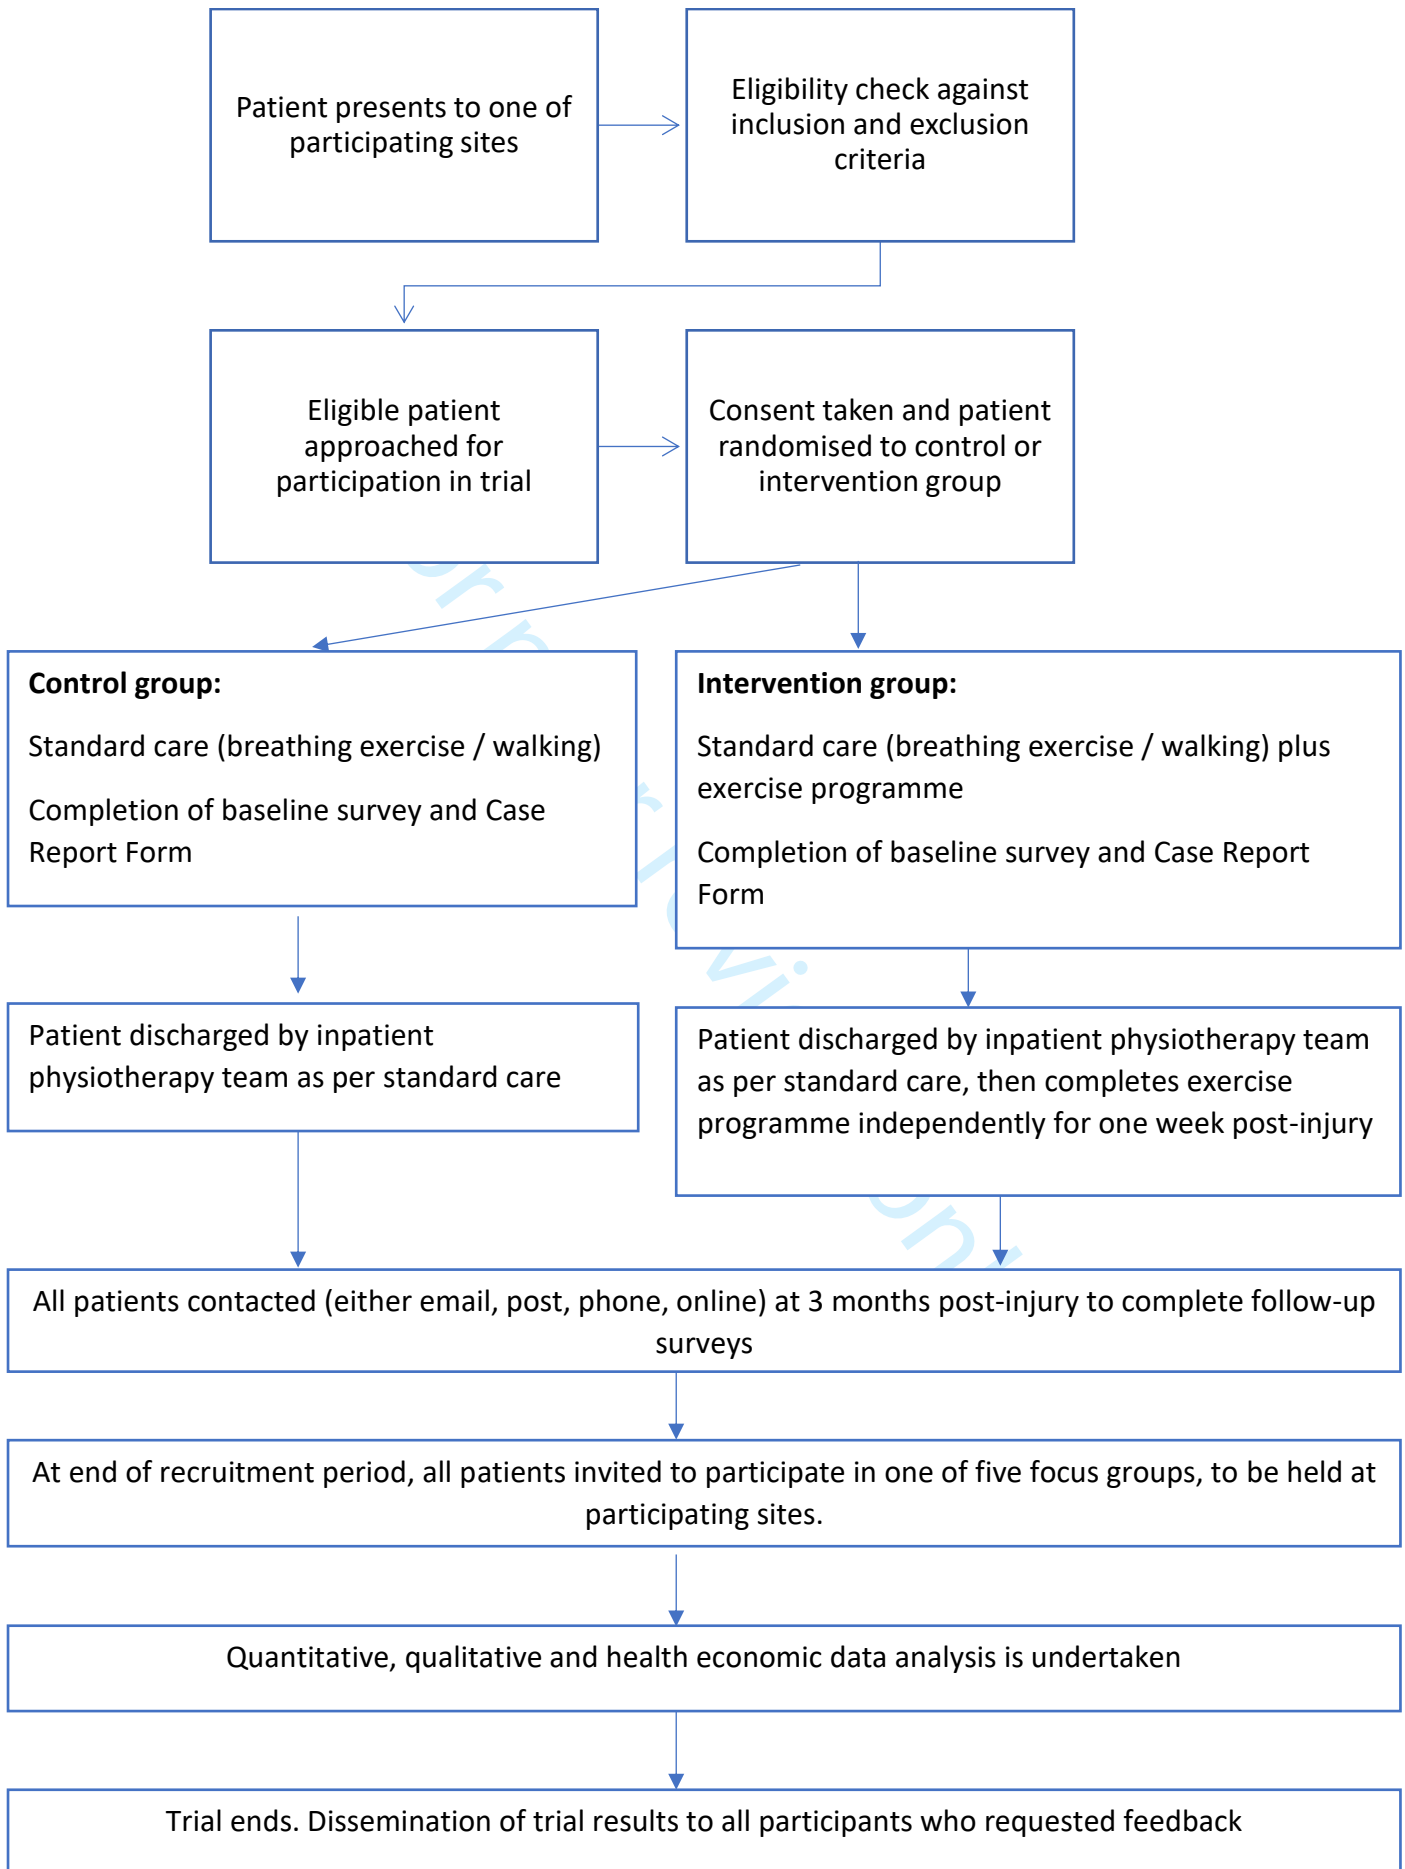 Patient presents to one of
participating sites
Eligibility check against
inclusion and exclusion
criteria
Eligible patient
approached for
participation in trial
Consent taken and patient
randomised to control or
intervention group
Control group:
Standard care (breathing exercise / walking)
Completion of baseline survey and Case
Report Form
Intervention group:
Standard care (breathing exercise / walking) plus
exercise programme
Completion of baseline survey and Case Report
Form
Patient discharged by inpatient
physiotherapy team as per standard care
Patient discharged by inpatient physiotherapy team
as per standard care, then completes exercise
programme independently for one week post-injury
All patients contacted (either email, post, phone, online) at 3 months post-injury to complete follow-up
surveys
At end of recruitment period, all patients invited to participate in one of five focus groups, to be held at
participating sites.
Quantitative, qualitative and health economic data analysis is undertaken
Trial ends. Dissemination of trial results to all participants who requested feedback